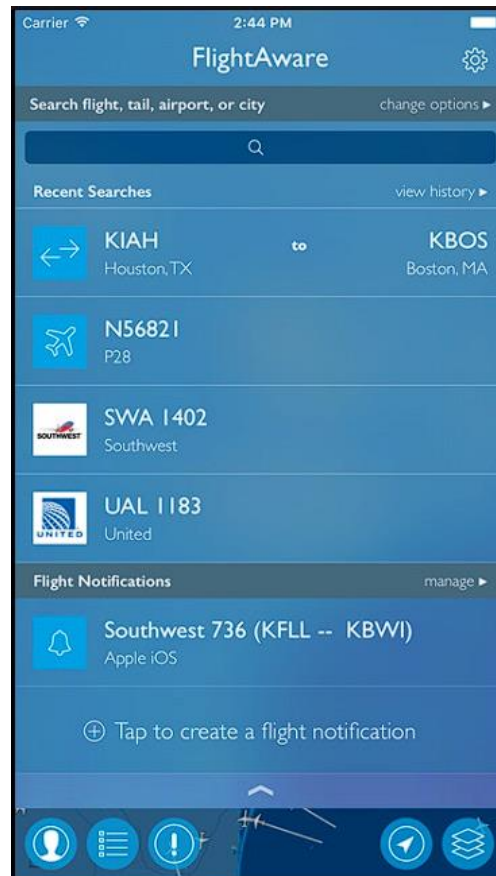 Carrier 2:44 PM
FlightAware
Search flight, tail, airport, or city change options ▸
Recent Searches view history ▸
KIAH to KBOS
Houston, TX Boston, MA
N56821
P28
SWA 1402
SOUTHWEST Southwest
UAL 1183
UNITED United
Flight Notifications manage ▸
Southwest 736 (KFLL -- KBWI)
Apple iOS
Tap to create a flight notification